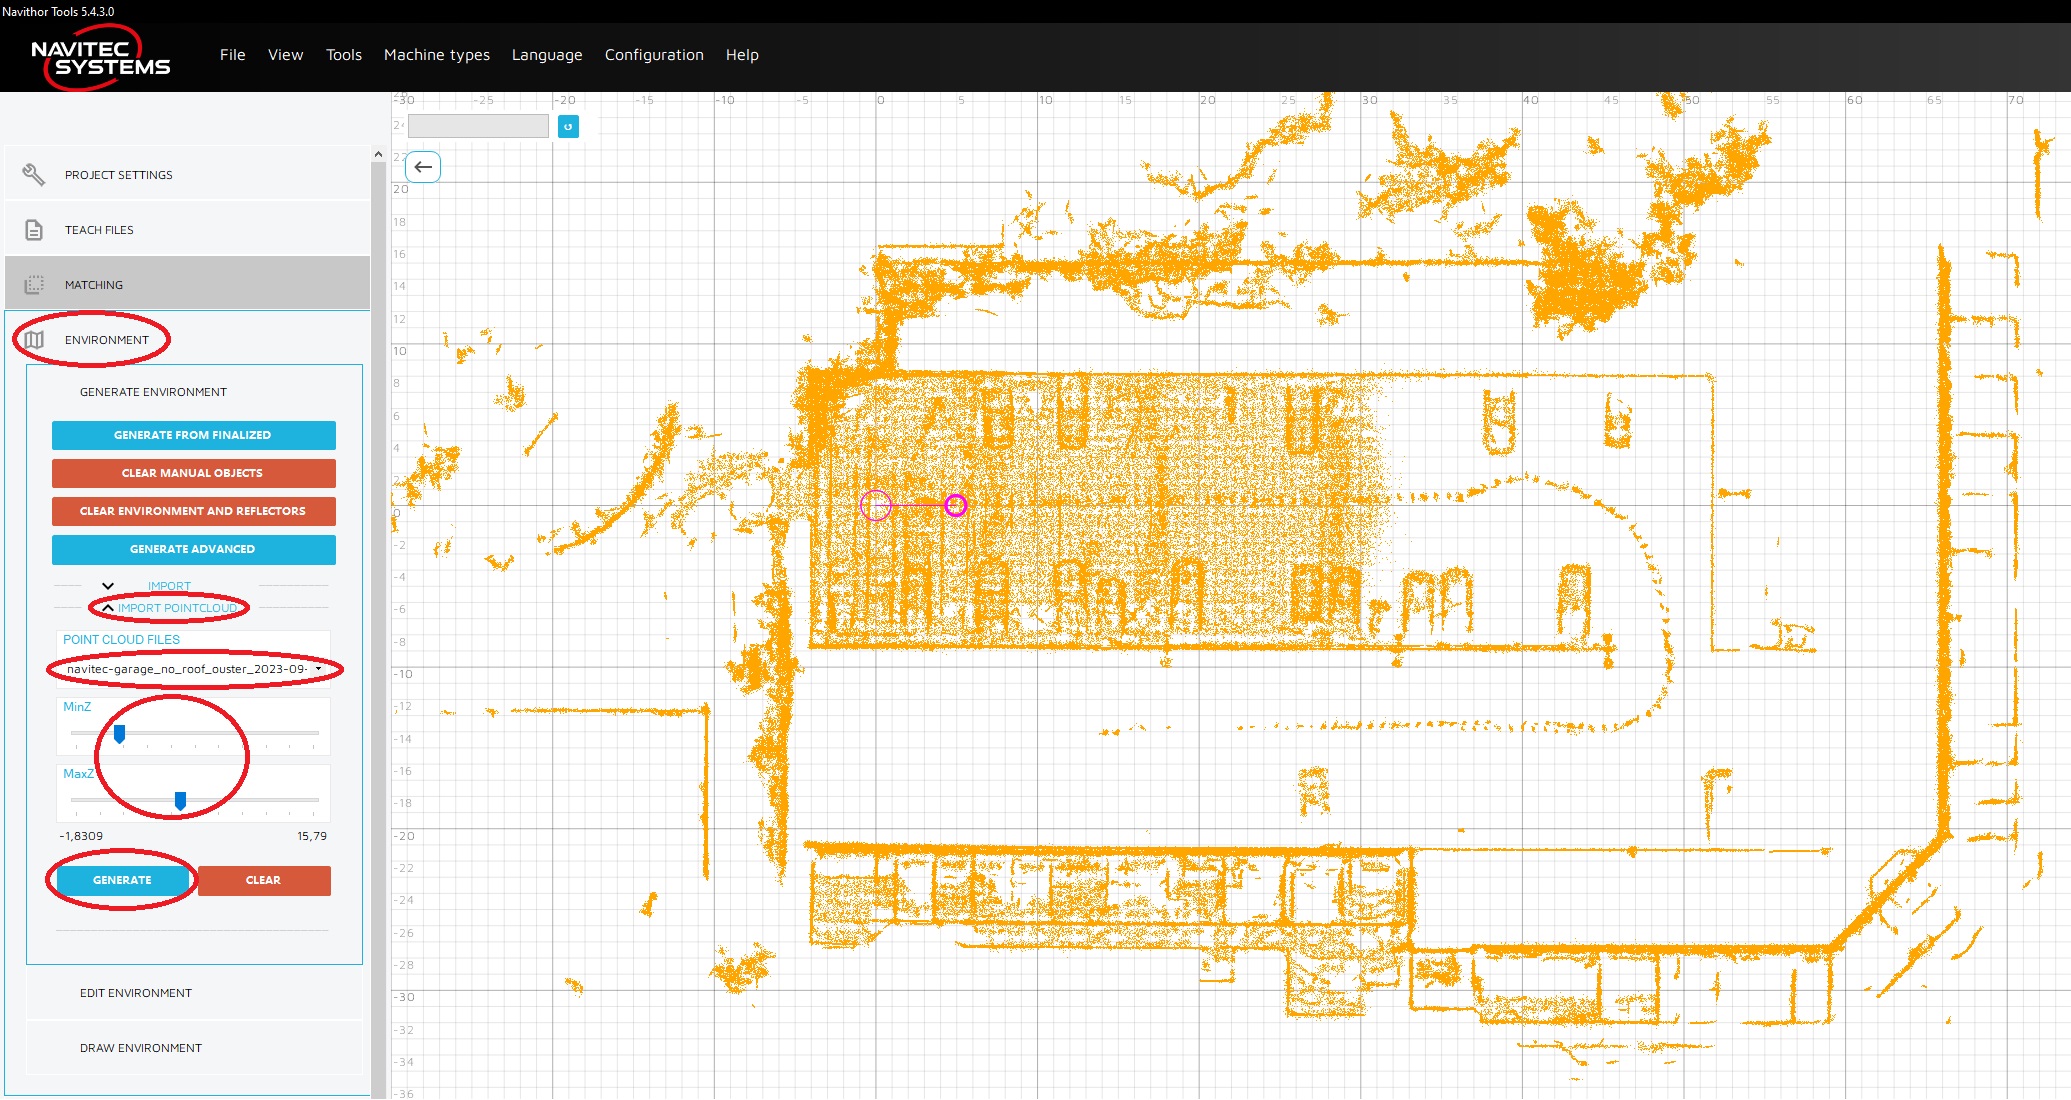 Navithor Tools 5.4.3.0
NAVITEC
SYSTEMS
File View Tools Machine types Language Configuration Help
-30 -25 -20 -15 -10 -5 0 5 10 15 20 25 30 35 40 45 50 55 60 65 70
22
20
18
16
14
12
10
8
6
4
2
0
-2
-4
-6
-8
-10
-12
-14
-16
-18
-20
-22
-24
-26
-28
-30
-32
-34
-36
PROJECT SETTINGS
TEACH FILES
MATCHING
ENVIRONMENT
GENERATE ENVIRONMENT
GENERATE FROM FINALIZED
CLEAR MANUAL OBJECTS
CLEAR ENVIRONMENT AND REFLECTORS
GENERATE ADVANCED
IMPORT
IMPORT POINTCLOUD
POINT CLOUD FILES
navitec-garage_no_roof_ouster_2023-09-
MinZ
MaxZ
-1,8309 15,79
GENERATE CLEAR
EDIT ENVIRONMENT
DRAW ENVIRONMENT